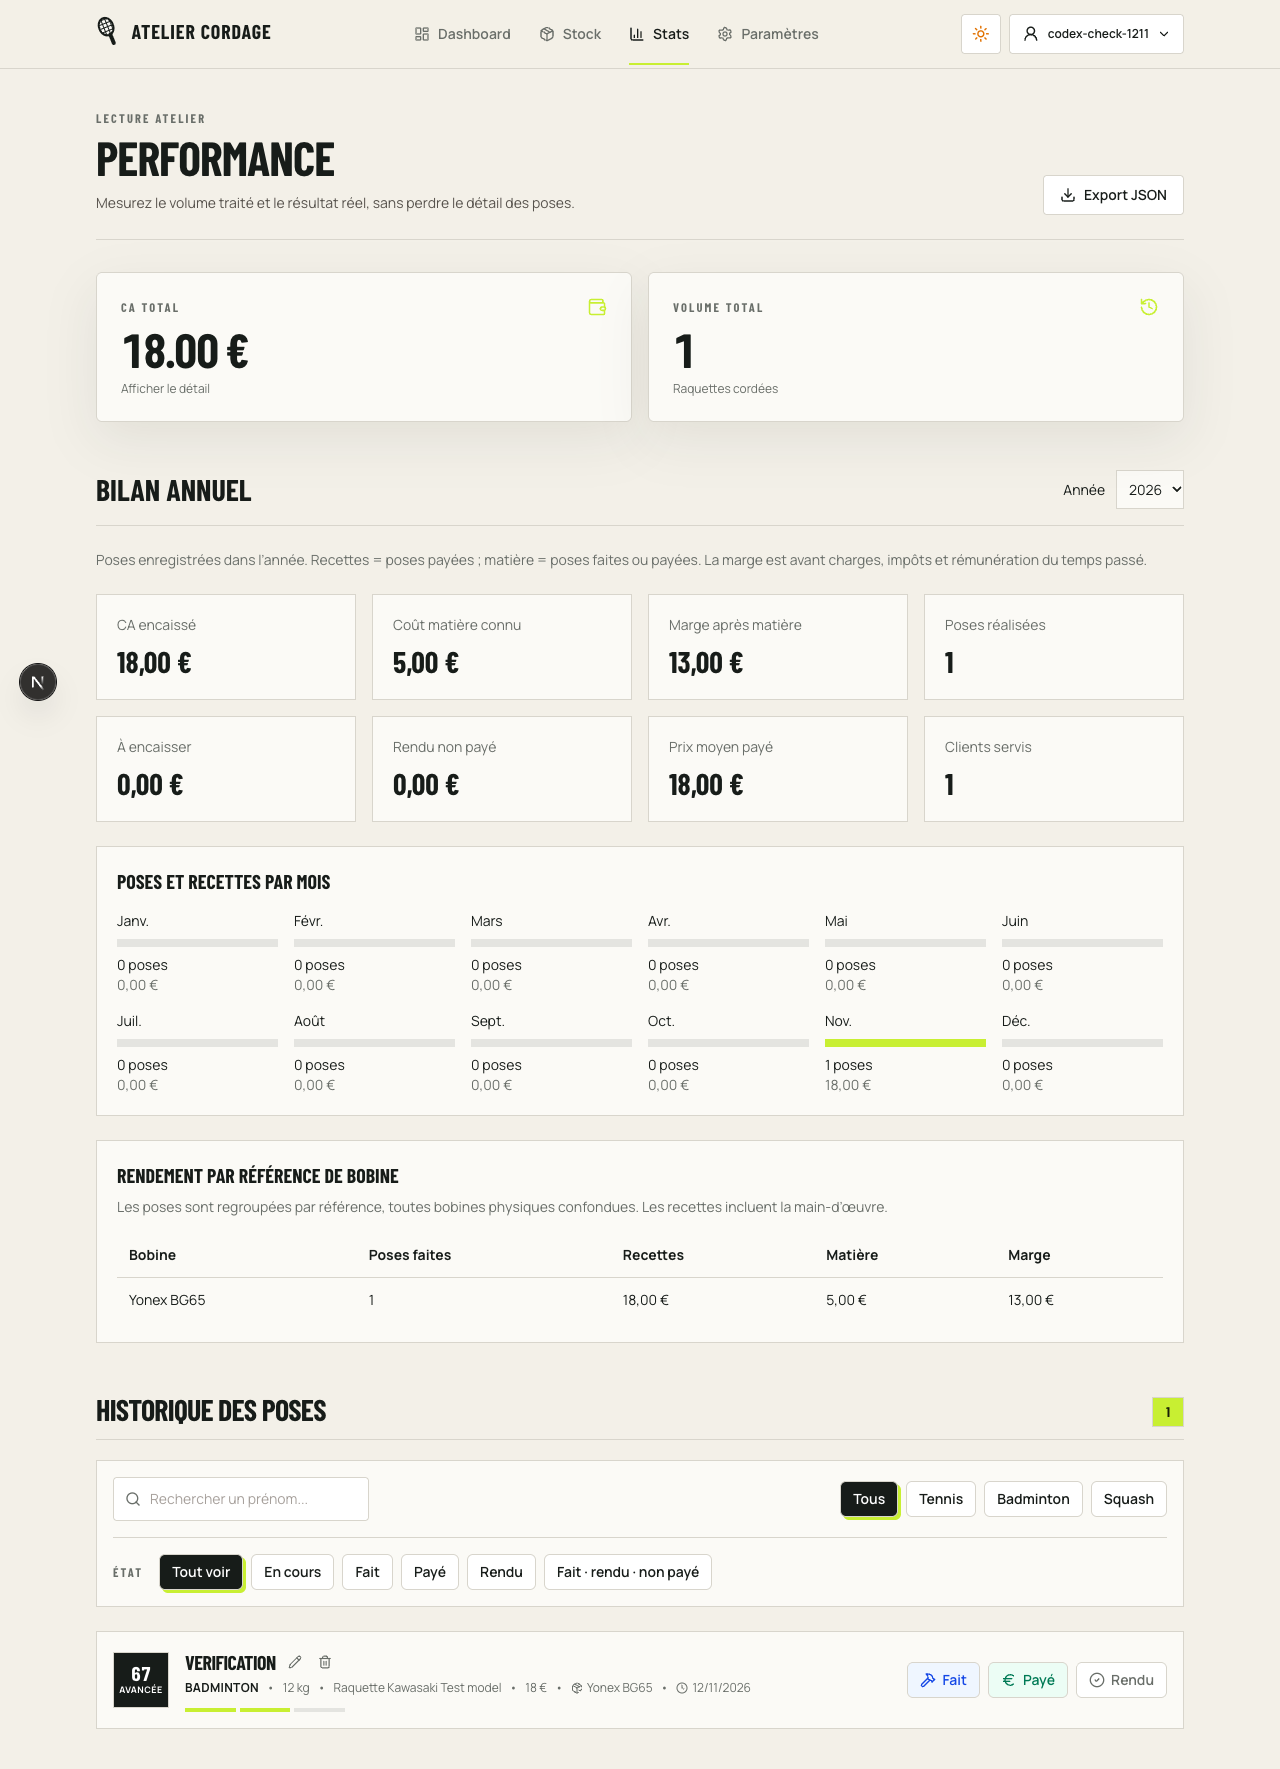 ATELIER CORDAGE
Dashboard
Stock
Stats
Paramètres
codex-check-1211
LECTURE ATELIER
PERFORMANCE
Mesurez le volume traité et le résultat réel, sans perdre le détail des poses.
Export JSON
CA TOTAL
18.00 €
Afficher le détail
VOLUME TOTAL
1
Raquettes cordées
BILAN ANNUEL
Année 2026
Poses enregistrées dans l'année. Recettes = poses payées ; matière = poses faites ou payées. La marge est avant charges, impôts et rémunération du temps passé.
CA encaissé
18,00 €
Coût matière connu
5,00 €
Marge après matière
13,00 €
Poses réalisées
1
À encaisser
0,00 €
Rendu non payé
0,00 €
Prix moyen payé
18,00 €
Clients servis
1
N
POSES ET RECETTES PAR MOIS
Janv. Févr. Mars Avr. Mai Juin
0 poses 0 poses 0 poses 0 poses 0 poses 0 poses
0,00 € 0,00 € 0,00 € 0,00 € 0,00 € 0,00 €
Juil. Août Sept. Oct. Nov. Déc.
0 poses 0 poses 0 poses 0 poses 1 poses 0 poses
0,00 € 0,00 € 0,00 € 0,00 € 18,00 € 0,00 €
RENDEMENT PAR RÉFÉRENCE DE BOBINE
Les poses sont regroupées par référence, toutes bobines physiques confondues. Les recettes incluent la main-d'œuvre.
Bobine Poses faites Recettes Matière Marge
Yonex BG65 1 18,00 € 5,00 € 13,00 €
HISTORIQUE DES POSES
1
Rechercher un prénom...
Tous Tennis Badminton Squash
ÉTAT Tout voir En cours Fait Payé Rendu Fait · rendu · non payé
67
AVANCÉE
VERIFICATION
BADMINTON • 12 kg • Raquette Kawasaki Test model • 18 € • Yonex BG65 • 12/11/2026
Fait Payé Rendu